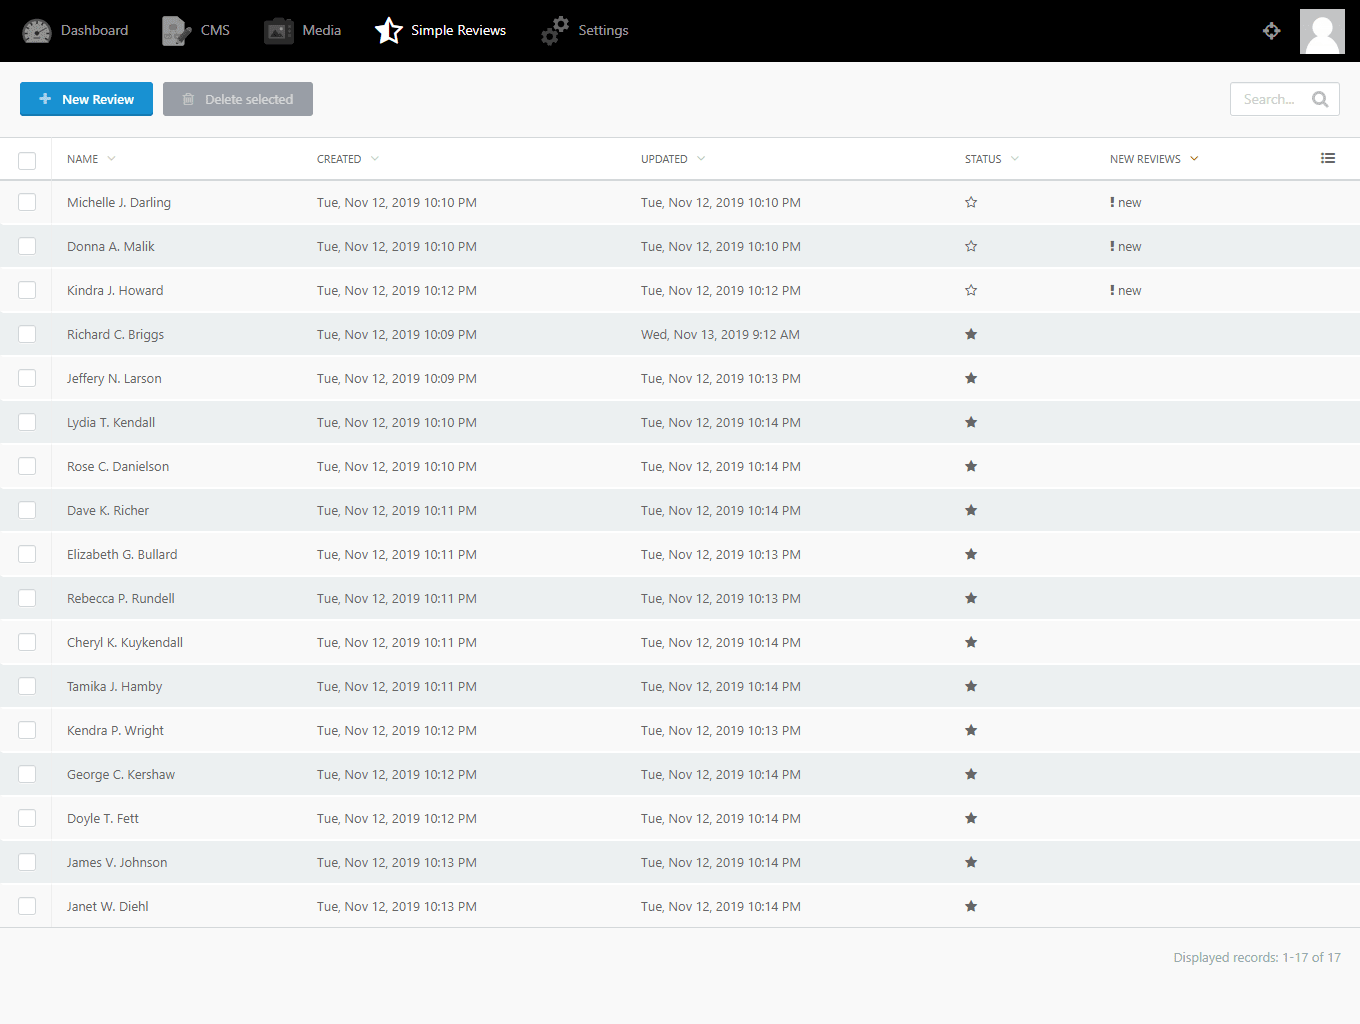 Dashboard CMS Media Simple Reviews Settings
New Review Delete selected Search...
NAME CREATED UPDATED STATUS NEW REVIEWS
Michelle J. Darling Tue, Nov 12, 2019 10:10 PM Tue, Nov 12, 2019 10:10 PM ! new
Donna A. Malik Tue, Nov 12, 2019 10:10 PM Tue, Nov 12, 2019 10:10 PM ! new
Kindra J. Howard Tue, Nov 12, 2019 10:12 PM Tue, Nov 12, 2019 10:12 PM ! new
Richard C. Briggs Tue, Nov 12, 2019 10:09 PM Wed, Nov 13, 2019 9:12 AM
Jeffery N. Larson Tue, Nov 12, 2019 10:09 PM Tue, Nov 12, 2019 10:13 PM
Lydia T. Kendall Tue, Nov 12, 2019 10:10 PM Tue, Nov 12, 2019 10:14 PM
Rose C. Danielson Tue, Nov 12, 2019 10:10 PM Tue, Nov 12, 2019 10:14 PM
Dave K. Richer Tue, Nov 12, 2019 10:11 PM Tue, Nov 12, 2019 10:14 PM
Elizabeth G. Bullard Tue, Nov 12, 2019 10:11 PM Tue, Nov 12, 2019 10:13 PM
Rebecca P. Rundell Tue, Nov 12, 2019 10:11 PM Tue, Nov 12, 2019 10:13 PM
Cheryl K. Kuykendall Tue, Nov 12, 2019 10:11 PM Tue, Nov 12, 2019 10:14 PM
Tamika J. Hamby Tue, Nov 12, 2019 10:11 PM Tue, Nov 12, 2019 10:14 PM
Kendra P. Wright Tue, Nov 12, 2019 10:12 PM Tue, Nov 12, 2019 10:13 PM
George C. Kershaw Tue, Nov 12, 2019 10:12 PM Tue, Nov 12, 2019 10:14 PM
Doyle T. Fett Tue, Nov 12, 2019 10:12 PM Tue, Nov 12, 2019 10:14 PM
James V. Johnson Tue, Nov 12, 2019 10:13 PM Tue, Nov 12, 2019 10:14 PM
Janet W. Diehl Tue, Nov 12, 2019 10:13 PM Tue, Nov 12, 2019 10:14 PM
Displayed records: 1-17 of 17